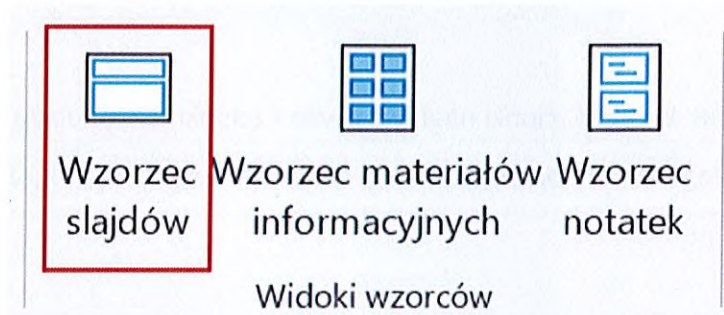 Wzorzec slajdów
Wzorzec materiałów informacyjnych
Wzorzec notatek
Widoki wzorców